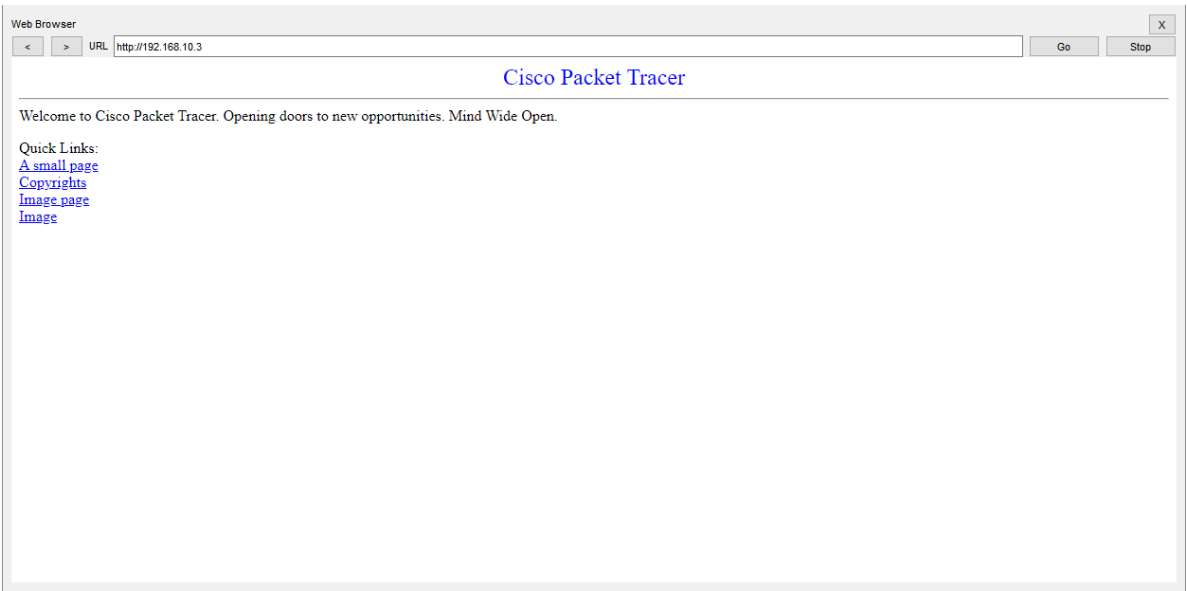 Web Browser
X
< > URL http://192.168.10.3 Go Stop
Cisco Packet Tracer
Welcome to Cisco Packet Tracer. Opening doors to new opportunities. Mind Wide Open.
Quick Links:
A small page
Copyrights
Image page
Image